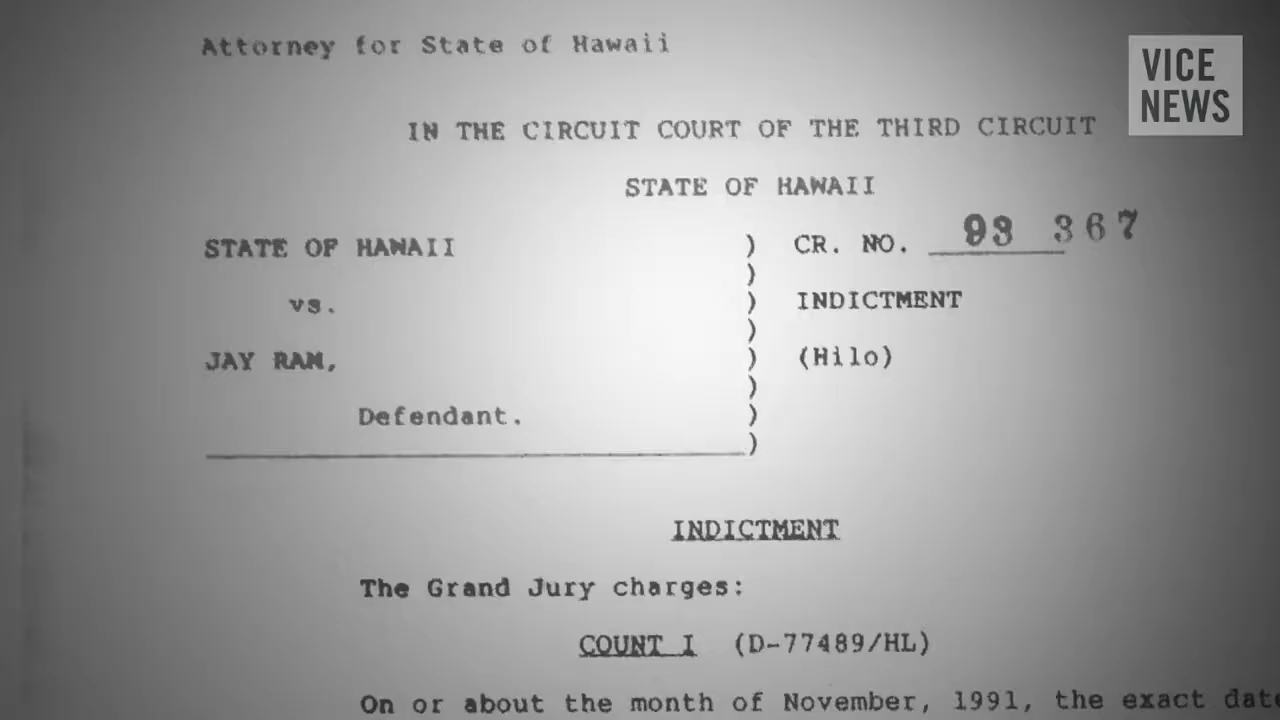 Attorney for State of Hawaii
VICE
NEWS
IN THE CIRCUIT COURT OF THE THIRD CIRCUIT
STATE OF HAWAII
STATE OF HAWAII ) CR. NO. 93 367
)
vs. ) INDICTMENT
)
JAY RAM, ) (Hilo)
)
Defendant. )
)
INDICTMENT
The Grand Jury charges:
COUNT I (D-77489/HL)
On or about the month of November, 1991, the exact date